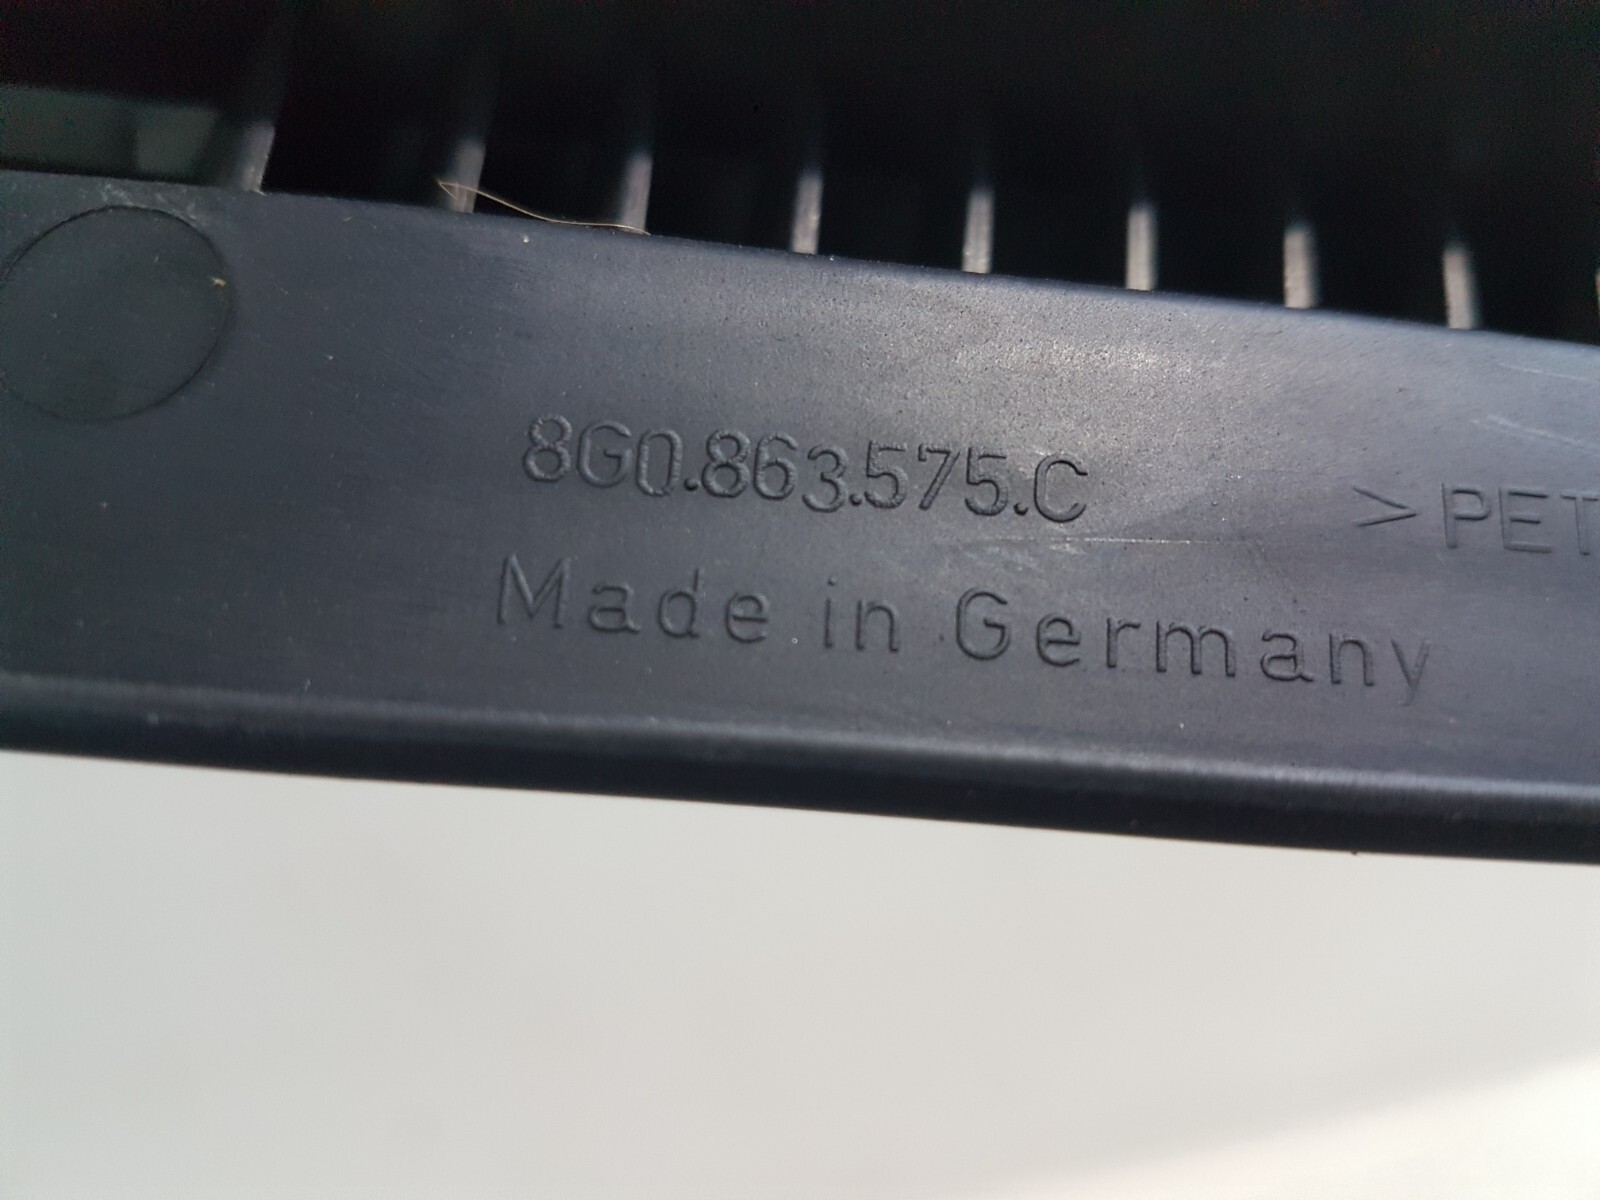 8G0.863.575.C
>PET
Made in Germany